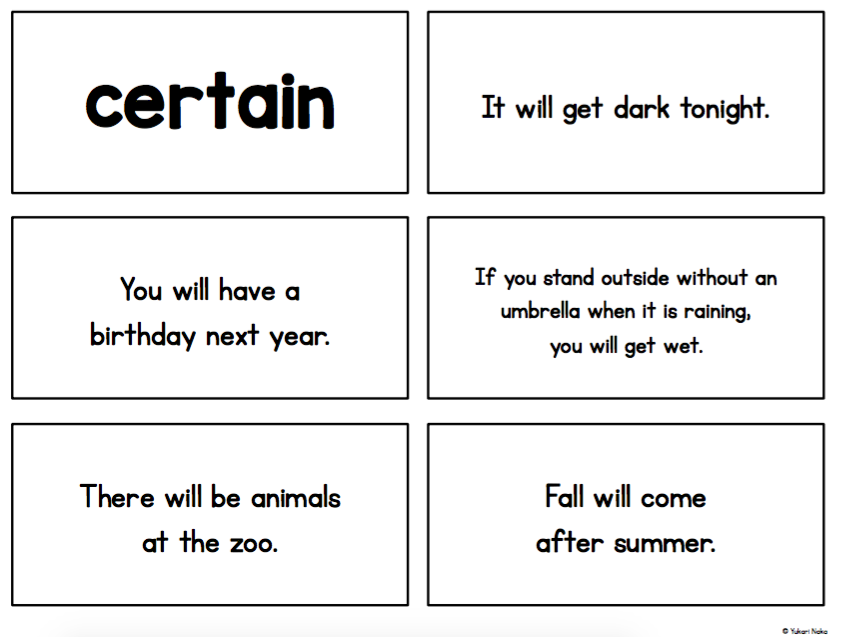 certain
It will get dark tonight.
You will have a
birthday next year.
If you stand outside without an
umbrella when it is raining,
you will get wet.
There will be animals
at the zoo.
Fall will come
after summer.
© Yukari Naka